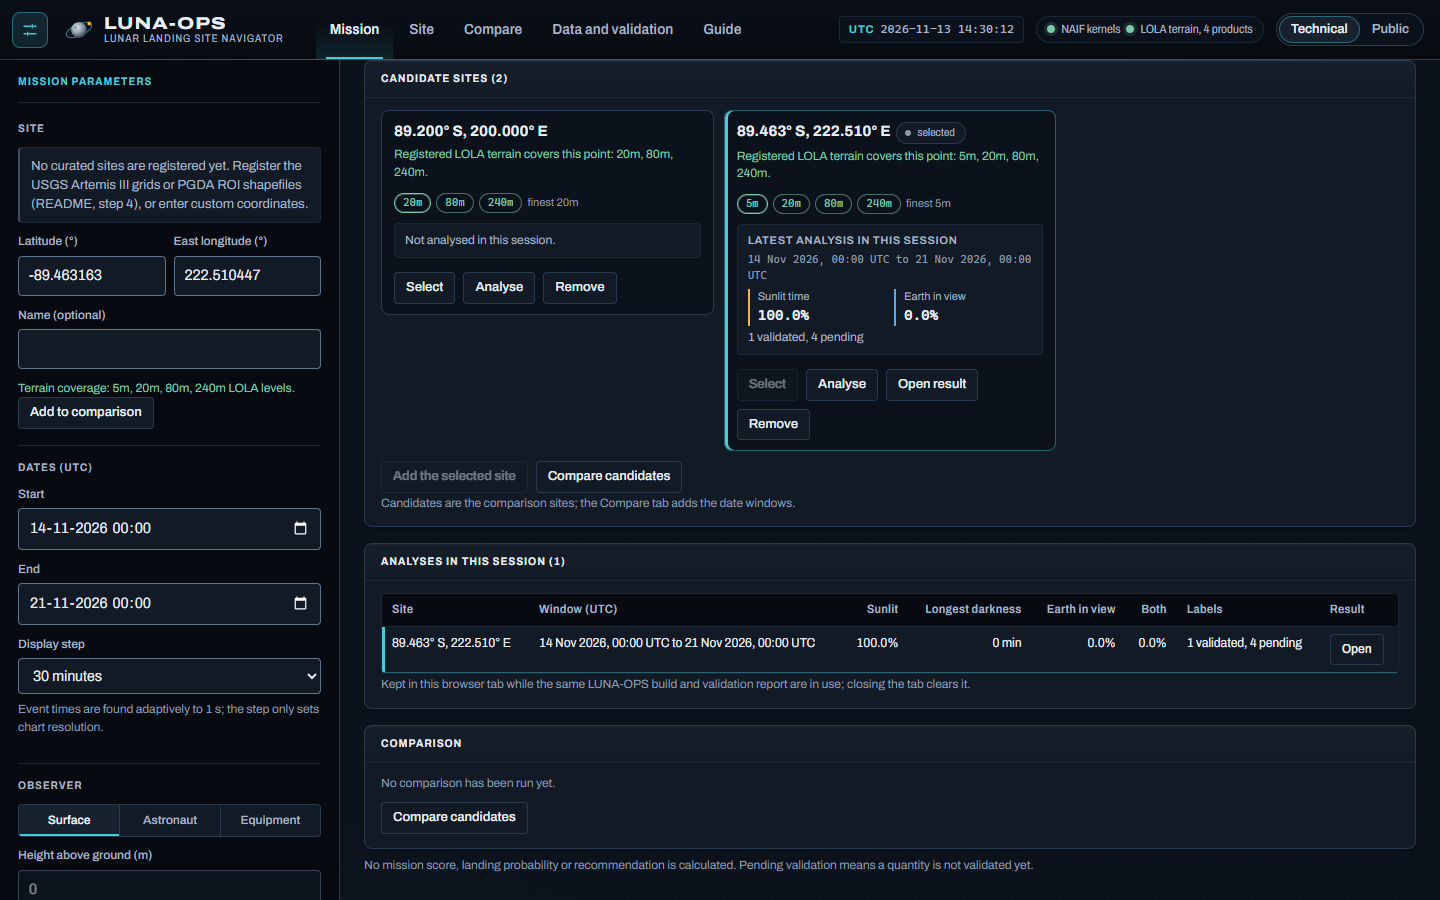 LUNA-OPS
LUNAR LANDING SITE NAVIGATOR
Mission
Site
Compare
Data and validation
Guide
UTC 2026-11-13 14:30:12
NAIF kernels
LOLA terrain, 4 products
Technical
Public
MISSION PARAMETERS
SITE
No curated sites are registered yet. Register the
USGS Artemis III grids or PGDA ROI shapefiles
(README, step 4), or enter custom coordinates.
Latitude (°)
East longitude (°)
-89.463163
222.510447
Name (optional)
Terrain coverage: 5m, 20m, 80m, 240m LOLA levels.
Add to comparison
DATES (UTC)
Start
14-11-2026 00:00
End
21-11-2026 00:00
Display step
30 minutes
Event times are found adaptively to 1 s; the step only sets
chart resolution.
OBSERVER
Surface
Astronaut
Equipment
Height above ground (m)
0
CANDIDATE SITES (2)
89.200° S, 200.000° E
Registered LOLA terrain covers this point: 20m, 80m,
240m.
20m
80m
240m
finest 20m
Not analysed in this session.
Select
Analyse
Remove
89.463° S, 222.510° E
selected
Registered LOLA terrain covers this point: 5m, 20m, 80m,
240m.
5m
20m
80m
240m
finest 5m
LATEST ANALYSIS IN THIS SESSION
14 Nov 2026, 00:00 UTC to 21 Nov 2026, 00:00
UTC
Sunlit time
100.0%
Earth in view
0.0%
1 validated, 4 pending
Select
Analyse
Open result
Remove
Add the selected site
Compare candidates
Candidates are the comparison sites; the Compare tab adds the date windows.
ANALYSES IN THIS SESSION (1)
Site
Window (UTC)
Sunlit
Longest darkness
Earth in view
Both
Labels
Result
89.463° S, 222.510° E
14 Nov 2026, 00:00 UTC to 21 Nov 2026, 00:00 UTC
100.0%
0 min
0.0%
0.0%
1 validated, 4 pending
Open
Kept in this browser tab while the same LUNA-OPS build and validation report are in use; closing the tab clears it.
COMPARISON
No comparison has been run yet.
Compare candidates
No mission score, landing probability or recommendation is calculated. Pending validation means a quantity is not validated yet.